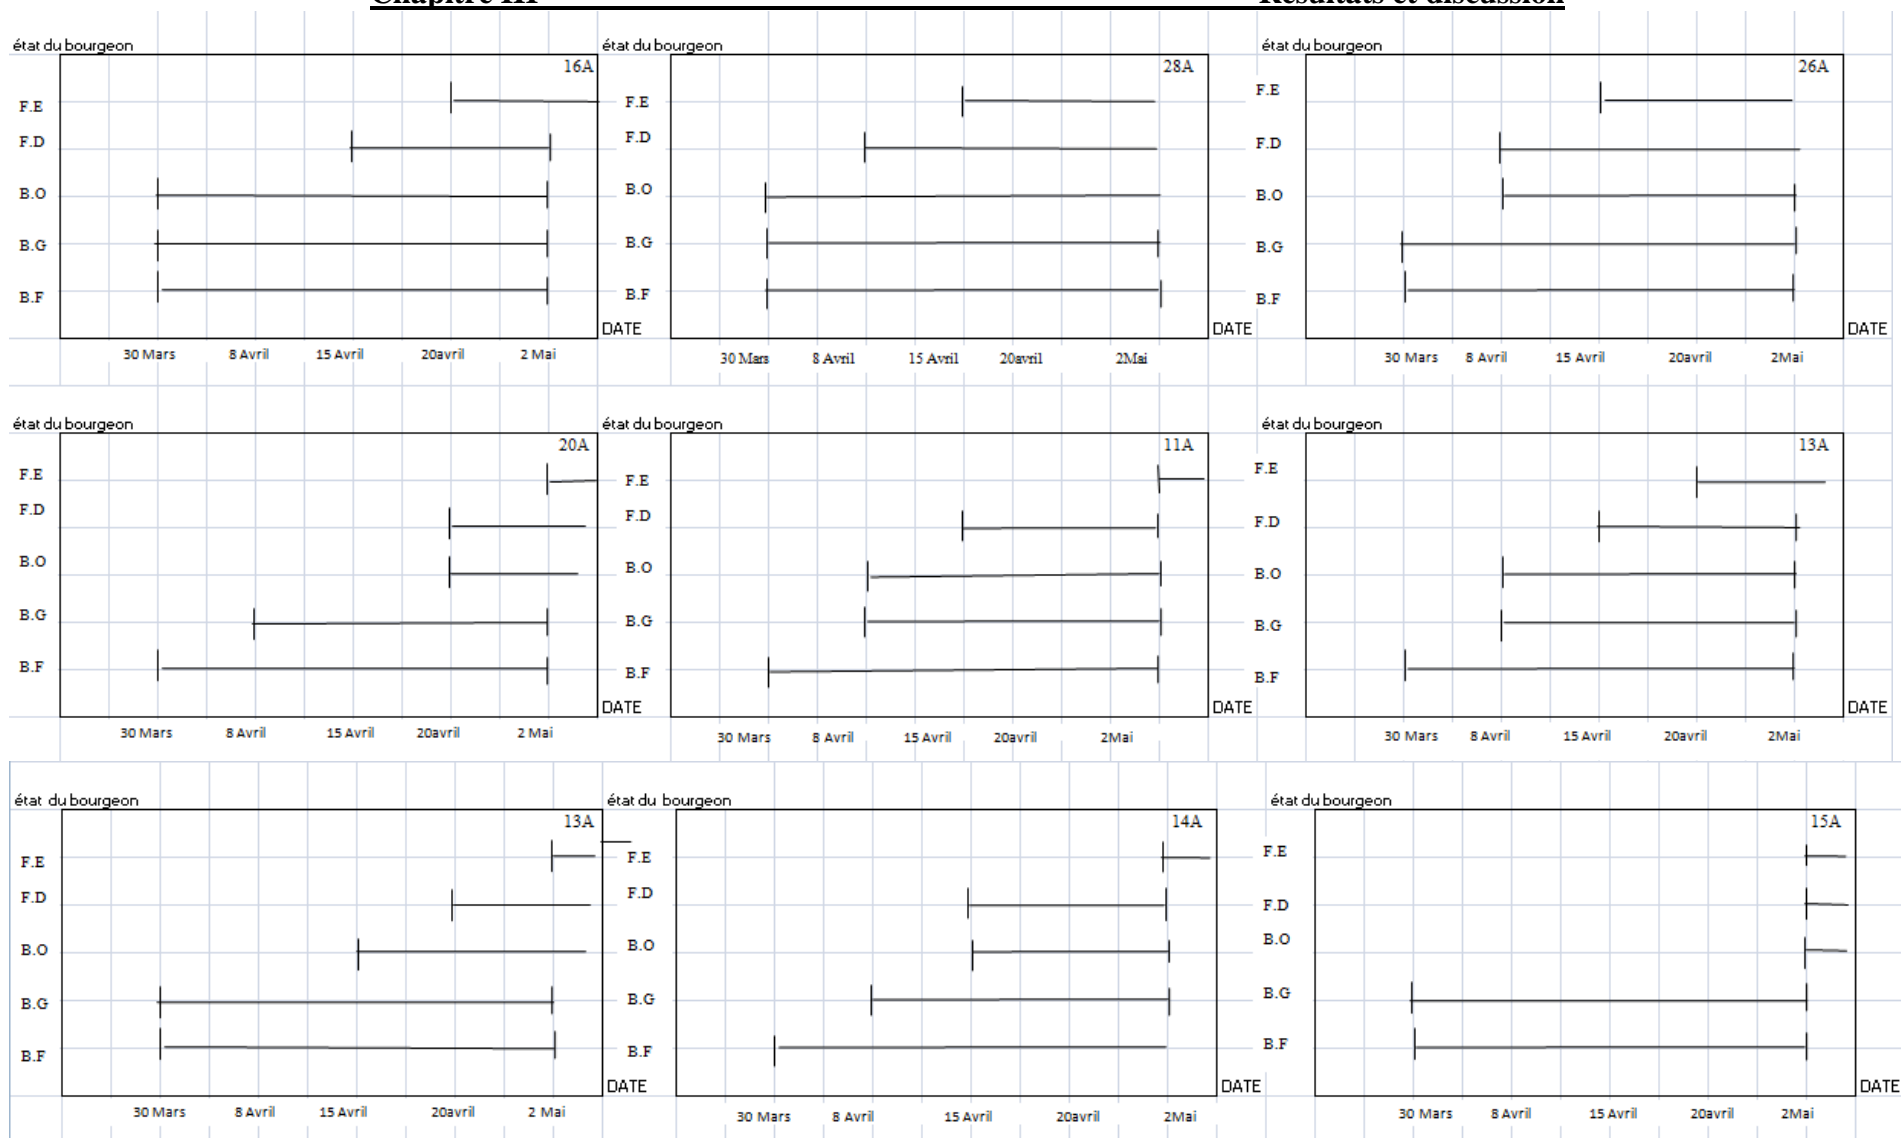 Chapitre III Résultats et discussion
état du bourgeon
16A
F.E
F.D
B.O
B.G
B.F
DATE
30 Mars 8 Avril 15 Avril 20avril 2 Mai
état du bourgeon
28A
F.E
F.D
B.O
B.G
B.F
DATE
30 Mars 8 Avril 15 Avril 20avril 2Mai
état du bourgeon
26A
F.E
F.D
B.O
B.G
B.F
DATE
30 Mars 8 Avril 15 Avril 20avril 2Mai
état du bourgeon
20A
F.E
F.D
B.O
B.G
B.F
DATE
30 Mars 8 Avril 15 Avril 20avril 2 Mai
état du bourgeon
11A
F.E
F.D
B.O
B.G
B.F
DATE
30 Mars 8 Avril 15 Avril 20avril 2Mai
état du bourgeon
13A
F.E
F.D
B.O
B.G
B.F
DATE
30 Mars 8 Avril 15 Avril 20avril 2Mai
état du bourgeon
13A
F.E
F.D
B.O
B.G
B.F
DATE
30 Mars 8 Avril 15 Avril 20avril 2 Mai
état du bourgeon
14A
F.E
F.D
B.O
B.G
B.F
DATE
30 Mars 8 Avril 15 Avril 20avril 2Mai
état du bourgeon
15A
F.E
F.D
B.O
B.G
B.F
DATE
30 Mars 8 Avril 15 Avril 20avril 2Mai